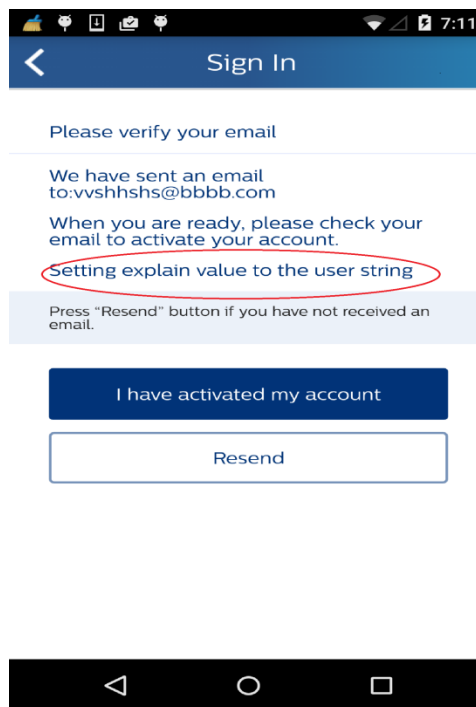 7:11
Sign In
Please verify your email
We have sent an email
to:vvshhshs@bbbb.com
When you are ready, please check your
email to activate your account.
Setting explain value to the user string
Press “Resend” button if you have not received an
email.
I have activated my account
Resend